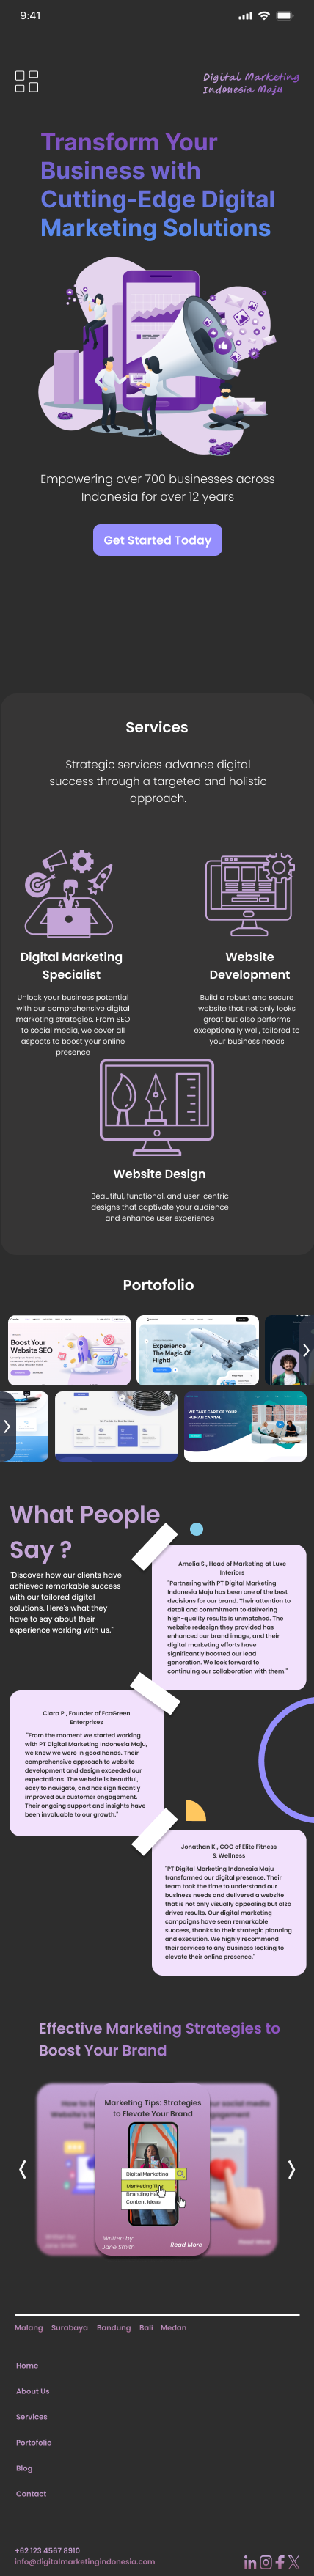 9:41
Digital Marketing
Indonesia Maju
Transform Your
Business with
Cutting-Edge Digital
Marketing Solutions
Empowering over 700 businesses across
Indonesia for over 12 years
Get Started Today
Services
Strategic services advance digital
success through a targeted and holistic
approach.
Digital Marketing
Specialist
Unlock your business potential
with our comprehensive digital
marketing strategies. From SEO
to social media, we cover all
aspects to boost your online
presence
Website
Development
Build a robust and secure
website that not only looks
great but also performs
exceptionally well, tailored to
your business needs
Website Design
Beautiful, functional, and user-centric
designs that captivate your audience
and enhance user experience
Portofolio
Boost Your
Website SEO
Experience
The Magic Of
Flight!
WE TAKE CARE OF YOUR
HUMAN CAPITAL
What People
Say ?
"Discover how our clients have
achieved remarkable success
with our tailored digital
solutions. Here's what they
have to say about their
experience working with us."
Amelia S., Head of Marketing at Luxe
Interiors
"Partnering with PT Digital Marketing
Indonesia Maju has been one of the best
decisions for our brand. Their attention to
detail and commitment to delivering
high-quality results is unmatched. The
website redesign they provided has
enhanced our brand image, and their
digital marketing efforts have
significantly boosted our lead
generation. We look forward to
continuing our collaboration with them."
Clara P., Founder of EcoGreen
Enterprises
"From the moment we started working
with PT Digital Marketing Indonesia Maju,
we knew we were in good hands. Their
comprehensive approach to website
development and design exceeded our
expectations. The website is beautiful,
easy to navigate, and has significantly
improved our customer engagement.
Their ongoing support and insights have
been invaluable to our growth."
Jonathan K., COO of Elite Fitness
& Wellness
"PT Digital Marketing Indonesia Maju
transformed our digital presence. Their
team took the time to understand our
business needs and delivered a website
that is not only visually appealing but also
drives results. Our digital marketing
campaigns have seen remarkable
success, thanks to their strategic planning
and execution. We highly recommend
their services to any business looking to
elevate their online presence."
Effective Marketing Strategies to
Boost Your Brand
Marketing Tips: Strategies
to Elevate Your Brand
Digital Marketing
Marketing Tips
Branding
Content Ideas
Written by:
Jane Smith
Read More
Malang Surabaya Bandung Bali Medan
Home
About Us
Services
Portofolio
Blog
Contact
+62 123 4567 8910
info@digitalmarketingindonesia.com